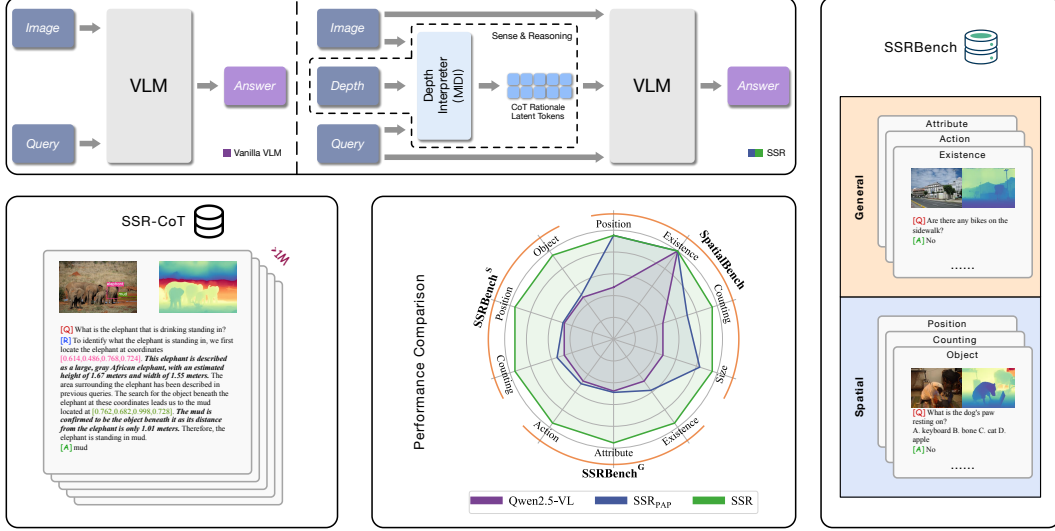 Image
Query
VLM
Answer
Vanilla VLM
Image
Depth
Query
Depth
Interpreter
(MIDI)
Sense & Reasoning
CoT Rationale
Latent Tokens
VLM
Answer
SSR
SSR-CoT
elephant
mud
[Q] What is the elephant that is drinking standing in?
[R] To identify what the elephant is standing in, we first
locate the elephant at coordinates
[0.614,0.486,0.768,0.724]. This elephant is described
as a large, gray African elephant, with an estimated
height of 1.67 meters and width of 1.55 meters. The
area surrounding the elephant has been described in
previous queries. The search for the object beneath the
elephant at these coordinates leads us to the mud
located at [0.762,0.682,0.998,0.728]. The mud is
confirmed to be the object beneath it as its distance
from the elephant is only 1.01 meters. Therefore, the
elephant is standing in mud.
[A] mud
Performance Comparison
Position
Existence
Counting
Size
Existence
Attribute
Action
Counting
Position
Object
SpatialBench
SSRBench G
SSRBench S
Qwen2.5-VL
SSRPAP
SSR
SSRBench
General
Attribute
Action
Existence
[Q] Are there any bikes on the
sidewalk?
[A] No
......
Spatial
Position
Counting
Object
[Q] What is the dog's paw
resting on?
A. keyboard B. bone C. cat D.
apple
[A] No
......